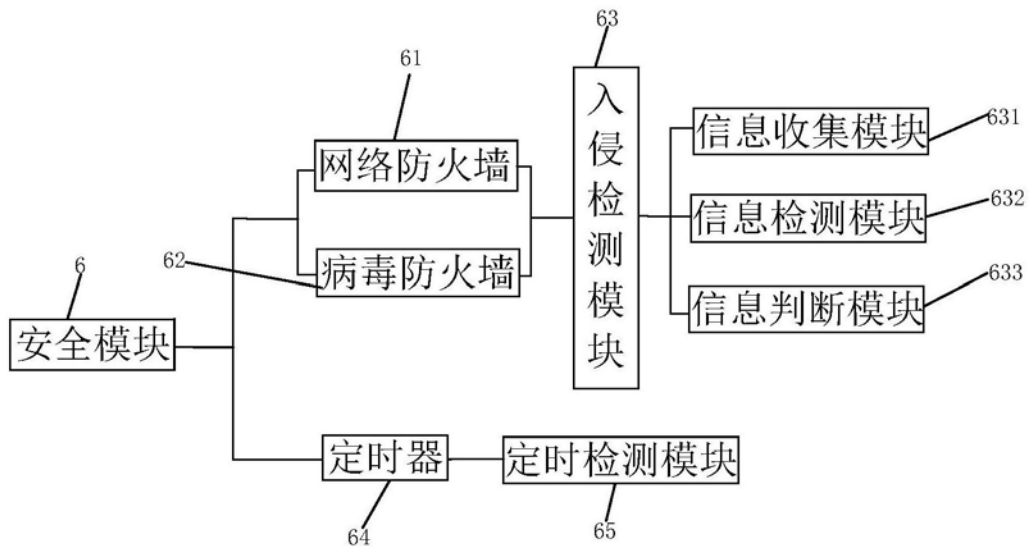 63
61
入侵检测模块
信息收集模块
631
网络防火墙
信息检测模块
632
62
病毒防火墙
6
633
信息判断模块
安全模块
定时器
定时检测模块
64
65